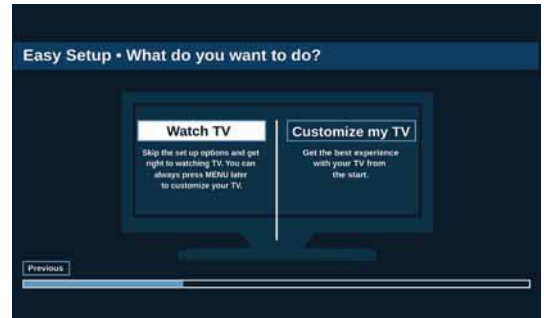 Easy Setup • What do you want to do?
Watch TV
Skip the set up options and get
right to watching TV. You can
always press MENU later
to customize your TV.
Customize my TV
Get the best experience
with your TV from
the start.
Previous